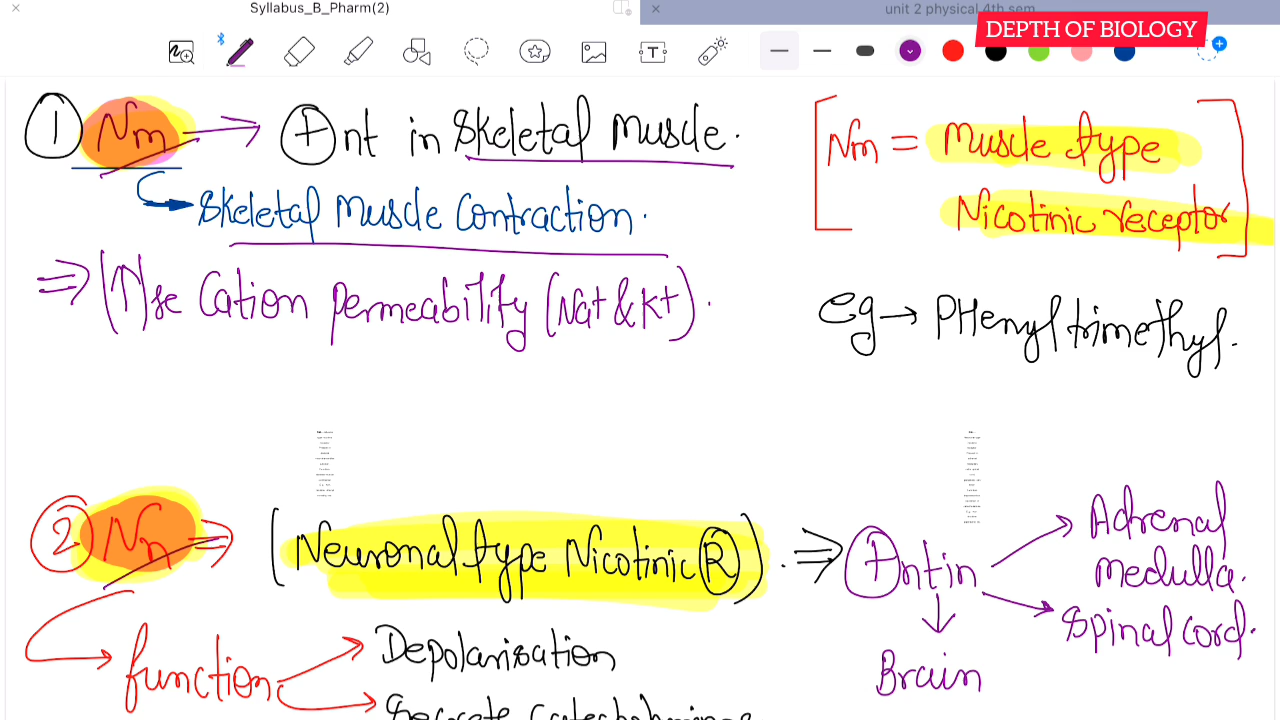 Syllabus_B_Pharm(2)
unit 2 physical 4th sem
DEPTH OF BIOLOGY
① Nm → Ⓟnt in Skeletal Muscle.
Skeletal Muscle Contraction.
⇒ (↑)se Cation permeability (Na+ & K+).
[Nm = Muscle type
Nicotinic receptor]
eg → PHenyl trimethyl.
② Nn ⇒ (Neuronal type Nicotinic Ⓡ). ⇒ Ⓟnt in
Adrenal
medulla.
Spinal cord.
Brain
function
Depolarisation